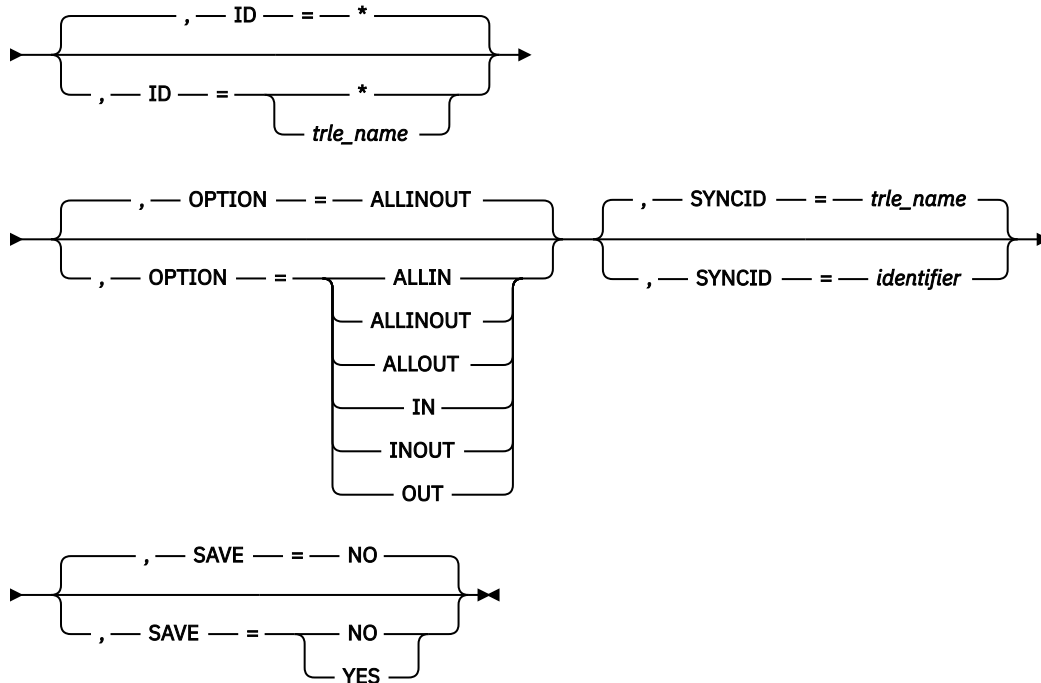 , ID = *
, ID = *
trle_name
, OPTION = ALLINOUT , SYNCID = trle_name
, OPTION = ALLIN , SYNCID = identifier
ALLINOUT
ALLOUT
IN
INOUT
OUT
, SAVE = NO
, SAVE = NO
YES